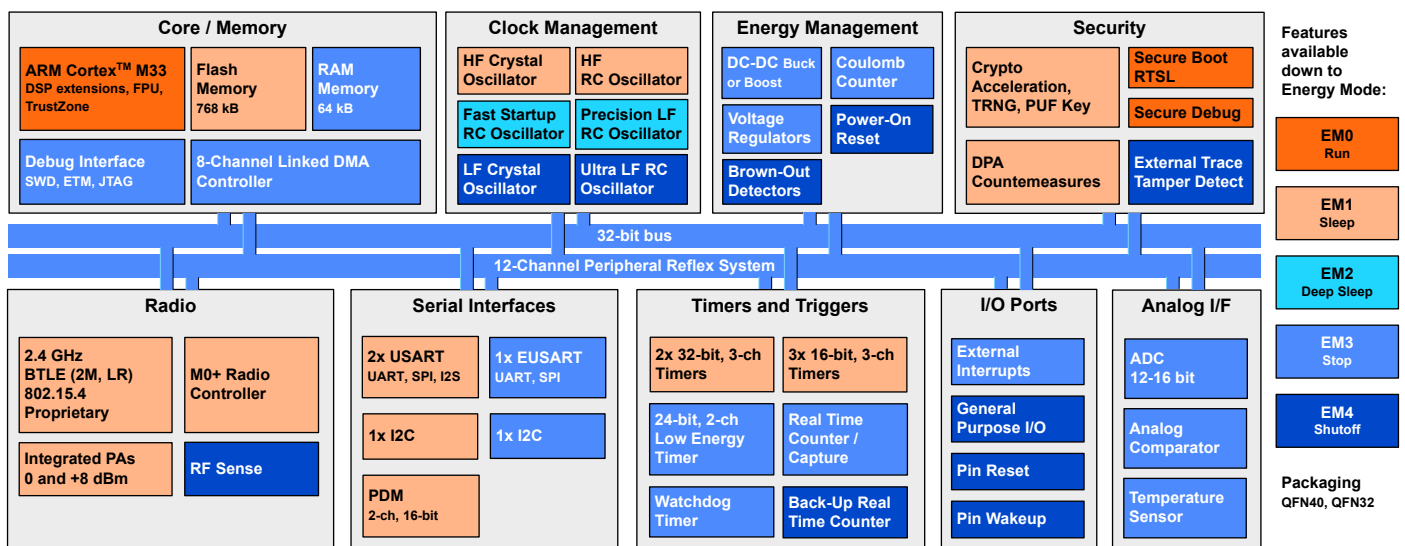 Core / Memory
ARM Cortex™ M33
DSP extensions, FPU,
TrustZone
Flash
Memory
768 kB
RAM
Memory
64 kB
Debug Interface
SWD, ETM, JTAG
8-Channel Linked DMA
Controller
Clock Management
HF Crystal
Oscillator
HF
RC Oscillator
Fast Startup
RC Oscillator
Precision LF
RC Oscillator
LF Crystal
Oscillator
Ultra LF RC
Oscillator
Energy Management
DC-DC Buck
or Boost
Coulomb
Counter
Voltage
Regulators
Power-On
Reset
Brown-Out
Detectors
Security
Crypto
Acceleration,
TRNG, PUF Key
Secure Boot
RTSL
Secure Debug
DPA
Countemeasures
External Trace
Tamper Detect
32-bit bus
12-Channel Peripheral Reflex System
Radio
2.4 GHz
BTLE (2M, LR)
802.15.4
Proprietary
M0+ Radio
Controller
Integrated PAs
0 and +8 dBm
RF Sense
Serial Interfaces
2x USART
UART, SPI, I2S
1x EUSART
UART, SPI
1x I2C
1x I2C
PDM
2-ch, 16-bit
Timers and Triggers
2x 32-bit, 3-ch
Timers
3x 16-bit, 3-ch
Timers
24-bit, 2-ch
Low Energy
Timer
Real Time
Counter /
Capture
Watchdog
Timer
Back-Up Real
Time Counter
I/O Ports
External
Interrupts
General
Purpose I/O
Pin Reset
Pin Wakeup
Analog I/F
ADC
12-16 bit
Analog
Comparator
Temperature
Sensor
Features
available
down to
Energy Mode:
EM0
Run
EM1
Sleep
EM2
Deep Sleep
EM3
Stop
EM4
Shutoff
Packaging
QFN40, QFN32